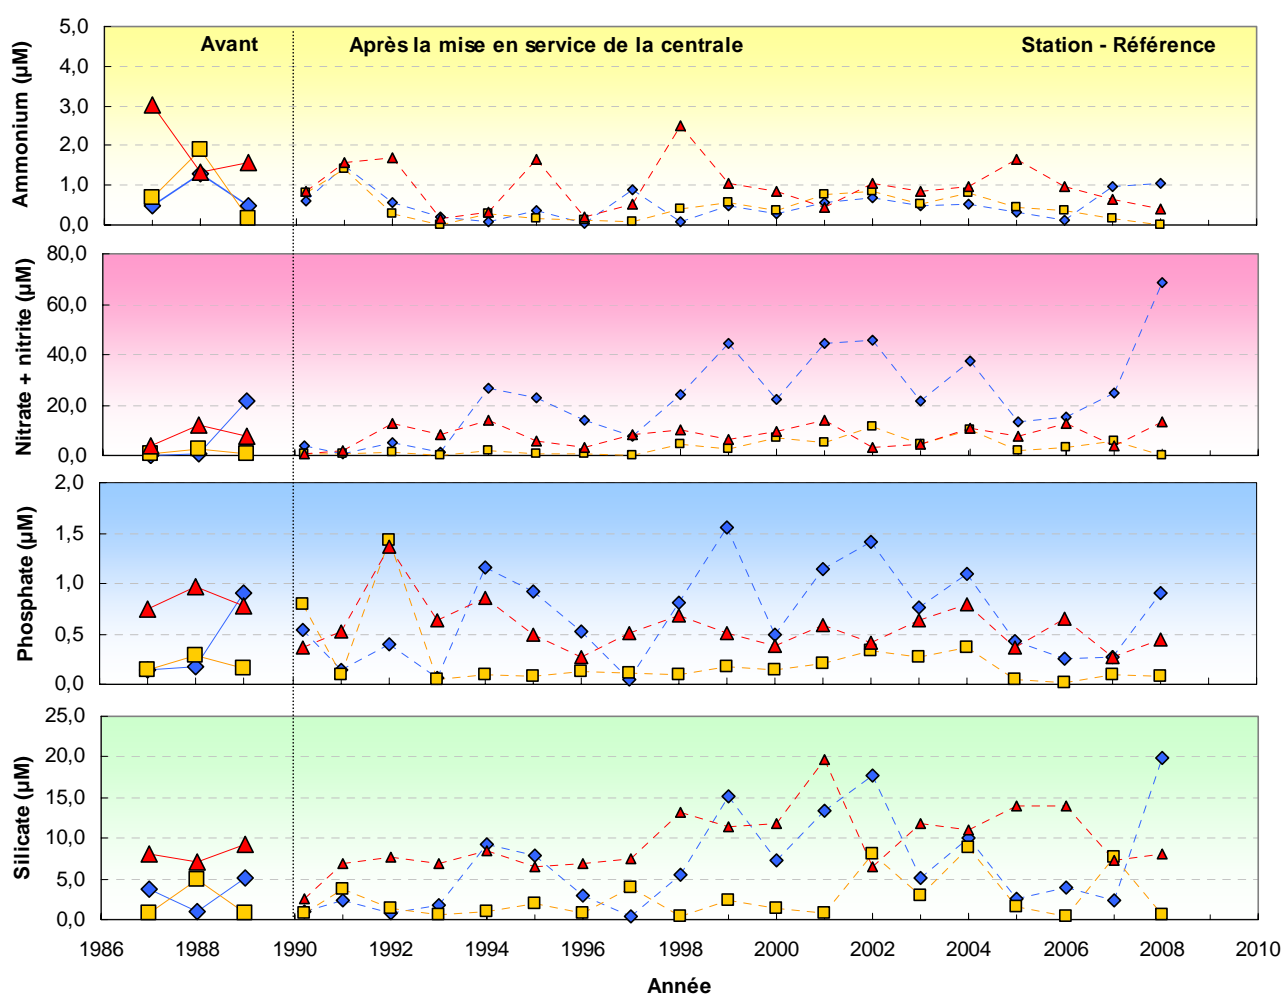 Avant
Après la mise en service de la centrale
Station - Référence
Ammonium (µM)
5,0
4,0
3,0
2,0
1,0
0,0
Nitrate + nitrite (µM)
80,0
60,0
40,0
20,0
0,0
Phosphate (µM)
2,0
1,5
1,0
0,5
0,0
Silicate (µM)
25,0
20,0
15,0
10,0
5,0
0,0
1986 1988 1990 1992 1994 1996 1998 2000 2002 2004 2006 2008 2010
Année